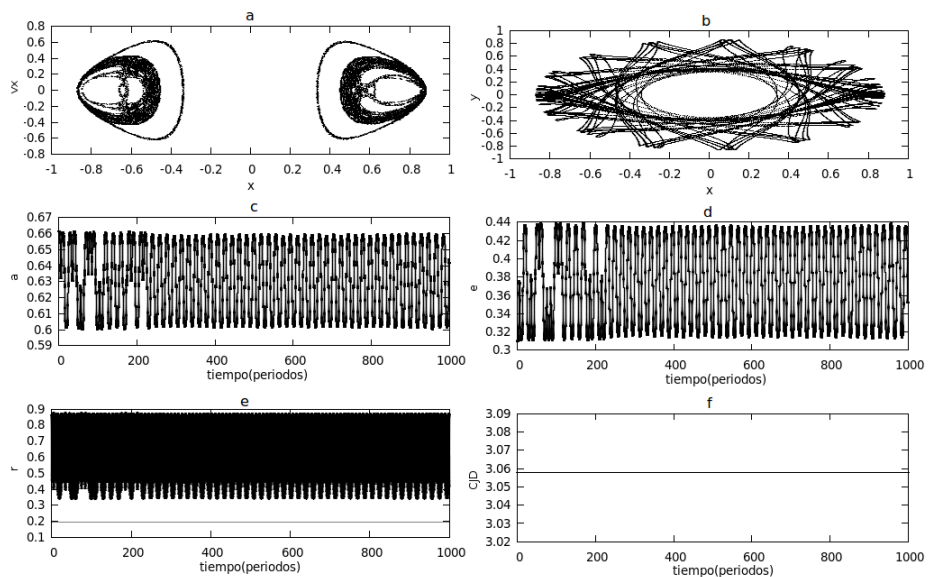 a
0.8
0.6
0.4
0.2
0
-0.2
-0.4
-0.6
-0.8
vx
-1 -0.8 -0.6 -0.4 -0.2 0 0.2 0.4 0.6 0.8 1
x
b
1
0.8
0.6
0.4
0.2
0
-0.2
-0.4
-0.6
-0.8
-1
y
-1 -0.8 -0.6 -0.4 -0.2 0 0.2 0.4 0.6 0.8 1
x
c
0.67
0.66
0.65
0.64
0.63
0.62
0.61
0.6
0.59
a
0 200 400 600 800 1000
tiempo(periodos)
d
0.44
0.42
0.4
0.38
0.36
0.34
0.32
0.3
e
0 200 400 600 800 1000
tiempo(periodos)
e
0.9
0.8
0.7
0.6
0.5
0.4
0.3
0.2
0.1
r
0 200 400 600 800 1000
tiempo(periodos)
f
3.09
3.08
3.07
3.06
3.05
3.04
3.03
3.02
CJD
0 200 400 600 800 1000
tiempo(periodos)